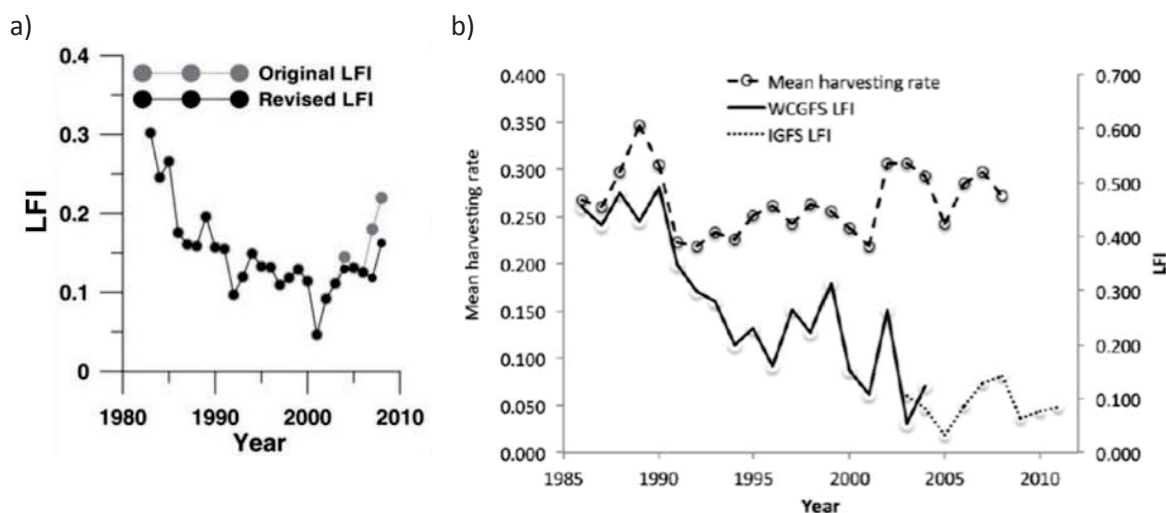 a)
0.4
0.3
0.2
0.1
0
LFI
Original LFI
Revised LFI
1980 1990 2000 2010
Year
b)
0.400
0.350
0.300
0.250
0.200
0.150
0.100
0.050
0.000
Mean harvesting rate
Mean harvesting rate
WCGFS LFI
IGFS LFI
0.700
0.600
0.500
0.400
0.300
0.200
0.100
0.000
LFI
1985 1990 1995 2000 2005 2010
Year